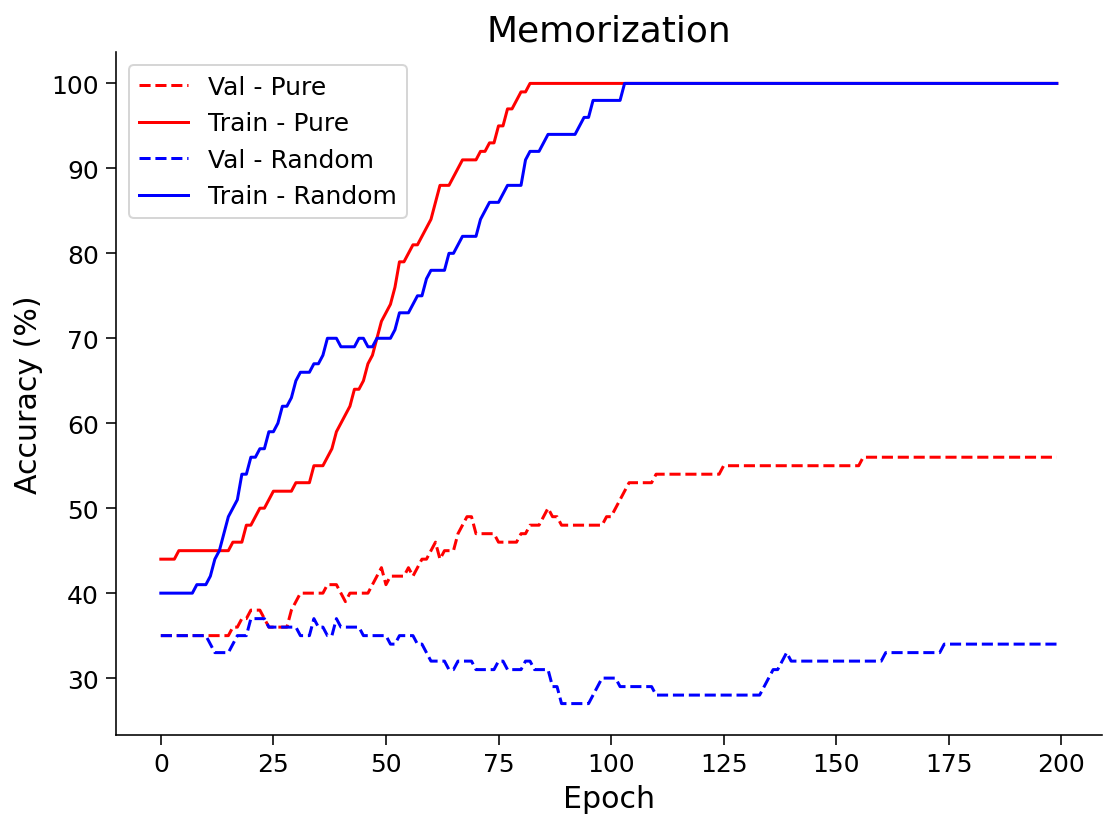 Memorization
Val - Pure
Train - Pure
Val - Random
Train - Random
Accuracy (%)
100
90
80
70
60
50
40
30
0 25 50 75 100 125 150 175 200
Epoch